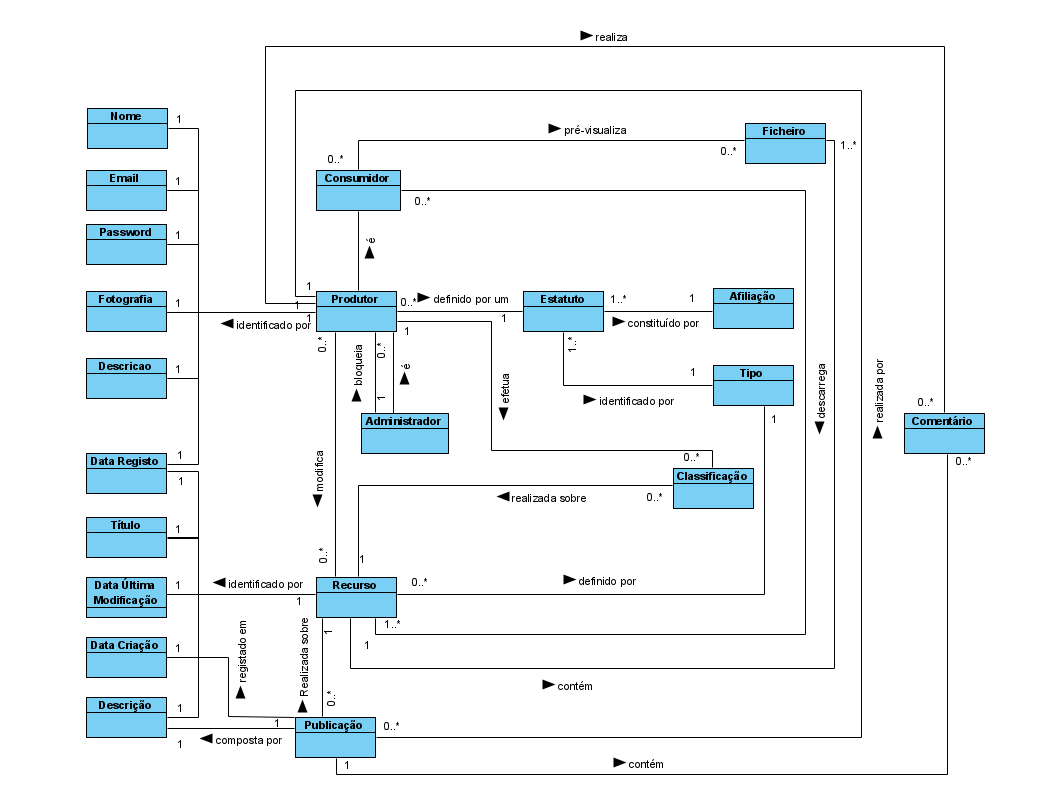 realiza
Nome
1
pré-visualiza
Ficheiro
0..*
0..*
1..*
Email
1
Consumidor
0..*
Password
1
é
Fotografia
1
1
1
1
identificado por
Produtor
0..*
definido por um
1
Estatuto
1..*
1
constituído por
Afiliação
0..*
bloqueia
0..*
1
é
1
efetua
1..*
identificado por
1
Tipo
1
Descricao
1
descarrega
realizada por
0..*
Comentário
0..*
Administrador
modifica
0..*
Classificação
0..*
realizada sobre
Data Registo
1
1
Título
1
0..*
1
Data Última
Modificação
1
identificado por
1
Recurso
0..*
definido por
1..*
1
1
Data Criação
1
registado em
Realizada sobre
0..*
contém
Descrição
1
1
composta por
1
Publicação
0..*
1
contém